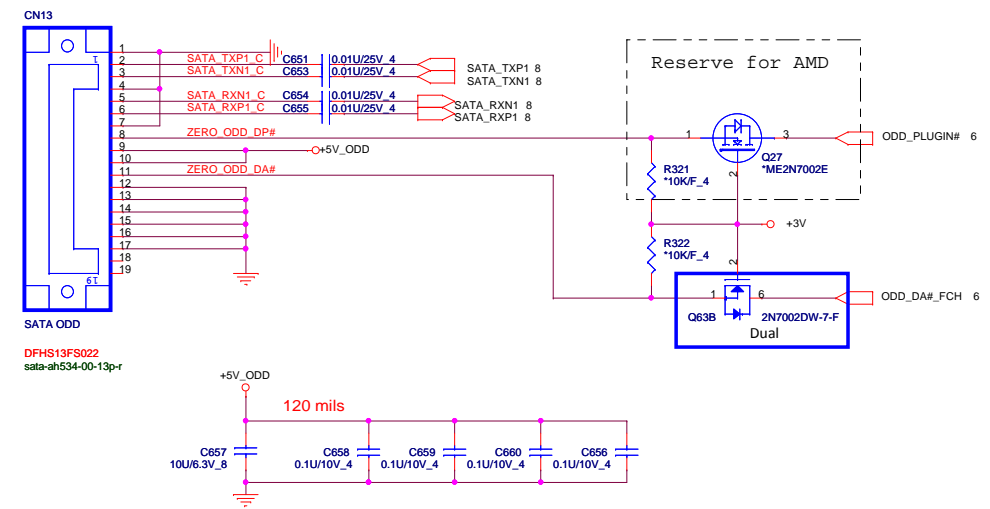 CN13
1
2
3
4
5
6
7
8
9
10
11
12
13
14
15
16
17
18
19
1
19
SATA_TXP1_C
SATA_TXN1_C
SATA_RXN1_C
SATA_RXP1_C
ZERO_ODD_DP#
+5V_ODD
ZERO_ODD_DA#
C651 0.01U/25V_4
C653 0.01U/25V_4
C654 0.01U/25V_4
C655 0.01U/25V_4
SATA_TXP1 8
SATA_TXN1 8
SATA_RXN1 8
SATA_RXP1 8
Reserve for AMD
1
3
2
Q27
*ME2N7002E
ODD_PLUGIN# 6
R321
*10K/F_4
+3V
R322
*10K/F_4
2
1
6
Q63B
2N7002DW-7-F
Dual
ODD_DA#_FCH 6
SATA ODD
DFHS13FS022
sata-ah534-00-13p-r
+5V_ODD
120 mils
C657
10U/6.3V_8
C658
0.1U/10V_4
C659
0.1U/10V_4
C660
0.1U/10V_4
C656
0.1U/10V_4